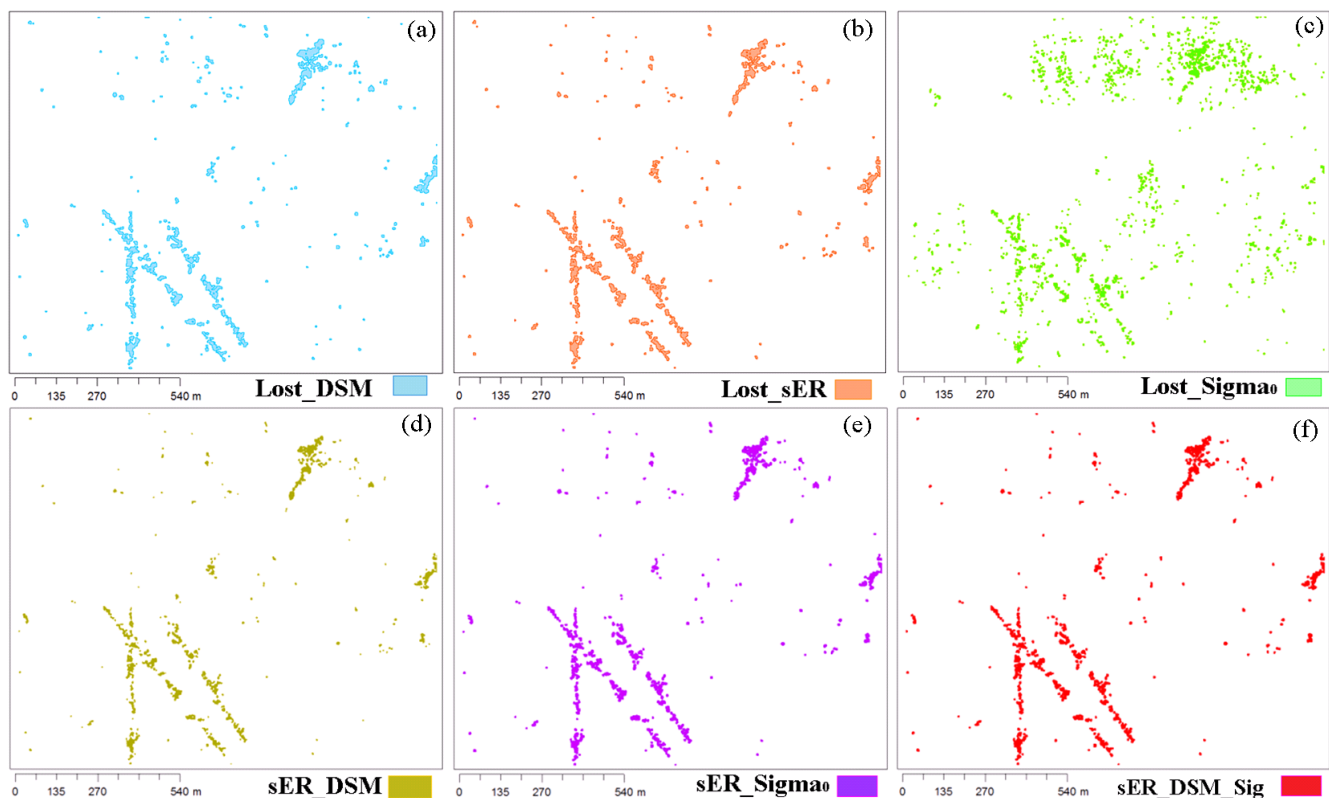 (a) (b) (c)
0 135 270 540 m Lost_DSM 0 135 270 540 m Lost_sER 0 135 270 540 m Lost_Sigma₀
(d) (e) (f)
0 135 270 540 m sER_DSM 0 135 270 540 m sER_Sigma₀ 0 135 270 540 m sER_DSM_Sig